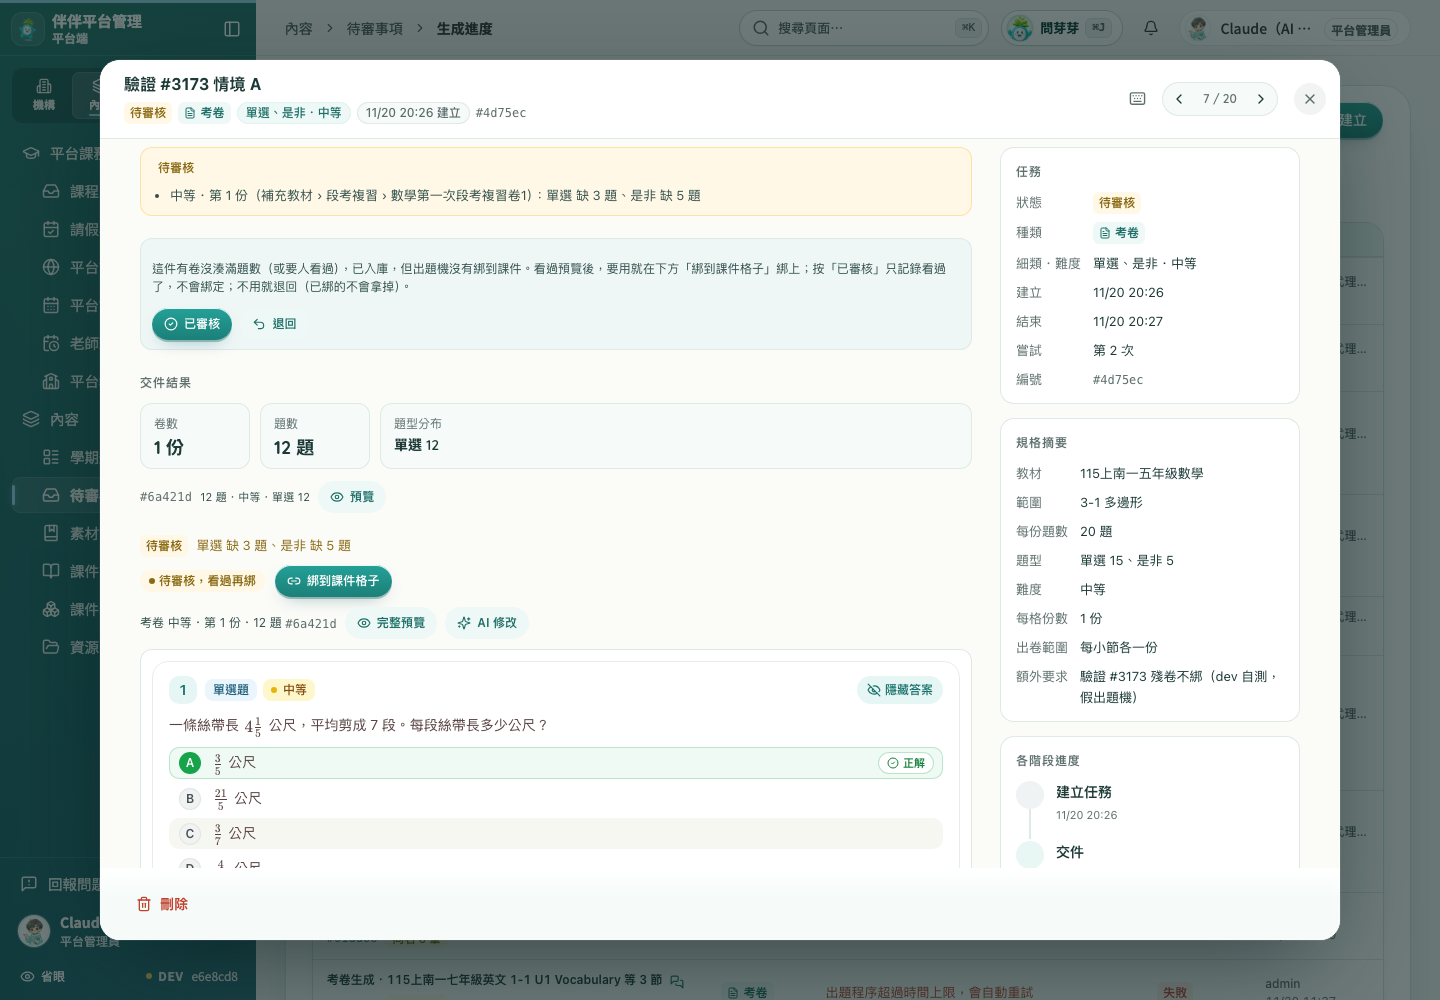 伴伴平台管理
平台端
內容 › 待審事項 › 生成進度
搜尋頁面… ⌘K
問芽芽 ⌘J
Claude（AI … 平台管理員
機構
平台課
課程
請假
平台
平台
老師
平台
內容
學期
待審
素材
課件
課件
資源
回報問題
Claud
平台管理員
省眼
DEV e6e8cd8
建立
驗證 #3173 情境 A
待審核 考卷 單選、是非 · 中等 11/20 20:26 建立 #4d75ec
7 / 20
待審核
• 中等 · 第 1 份（補充教材 › 段考複習 › 數學第一次段考複習卷1）：單選 缺 3 題、是非 缺 5 題
這件有卷沒湊滿題數（或要人看過），已入庫，但出題機沒有綁到課件。看過預覽後，要用就在下方「綁到課件格子」綁上；按「已審核」只記錄看過
了，不會綁定；不用就退回（已綁的不會拿掉）。
已審核 退回
交件結果
卷數
1 份
題數
12 題
題型分布
單選 12
#6a421d 12 題 · 中等 · 單選 12 預覽
待審核 單選 缺 3 題、是非 缺 5 題
待審核，看過再綁 綁到課件格子
考卷 中等 · 第 1 份 · 12 題 #6a421d 完整預覽 AI 修改
1 單選題 中等 隱藏答案
一條絲帶長 4 1/5 公尺，平均剪成 7 段。每段絲帶長多少公尺？
A 3/5 公尺 正解
B 21/5 公尺
C 3/7 公尺
刪除
任務
狀態 待審核
種類 考卷
細類 · 難度 單選、是非 · 中等
建立 11/20 20:26
結束 11/20 20:27
嘗試 第 2 次
編號 #4d75ec
規格摘要
教材 115上南一五年級數學
範圍 3-1 多邊形
每份題數 20 題
題型 單選 15、是非 5
難度 中等
每格份數 1 份
出卷範圍 每小節各一份
額外要求 驗證 #3173 殘卷不綁（dev 自測，
假出題機）
各階段進度
建立任務
11/20 20:26
交件
考卷生成 · 115上南一七年級英文 1-1 U1 Vocabulary 等 3 節
考卷
出題程序超過時間上限，會自動重試
失敗
admin